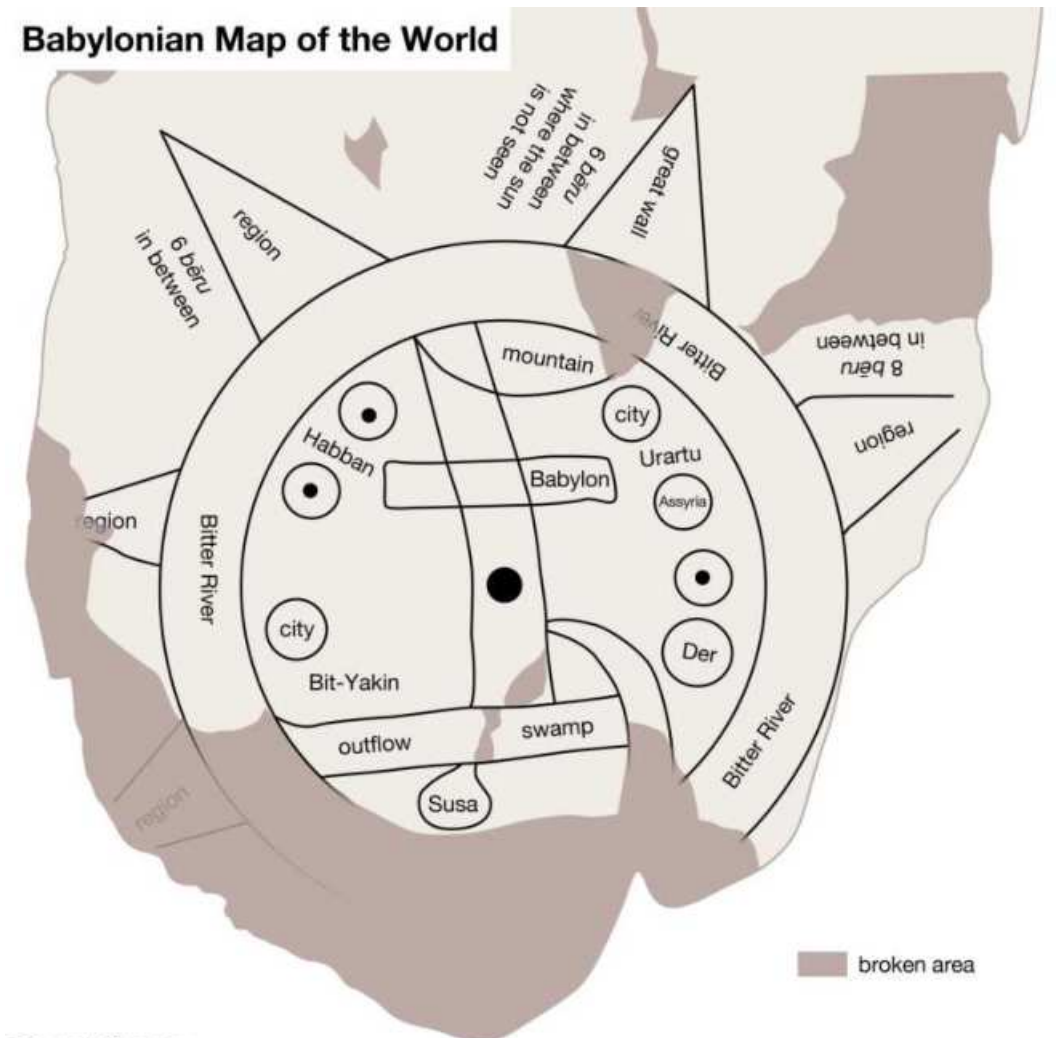 Babylonian Map of the World
6 bēru
in between
where the sun
is not seen
great wall
region
6 bēru
in between
Bitter River
mountain
8 bēru
in between
city
Habban
Urartu
region
Babylon
Assyria
region
Bitter River
city
Der
Bit-Yakin
swamp
outflow
Bitter River
region
Susa
broken area